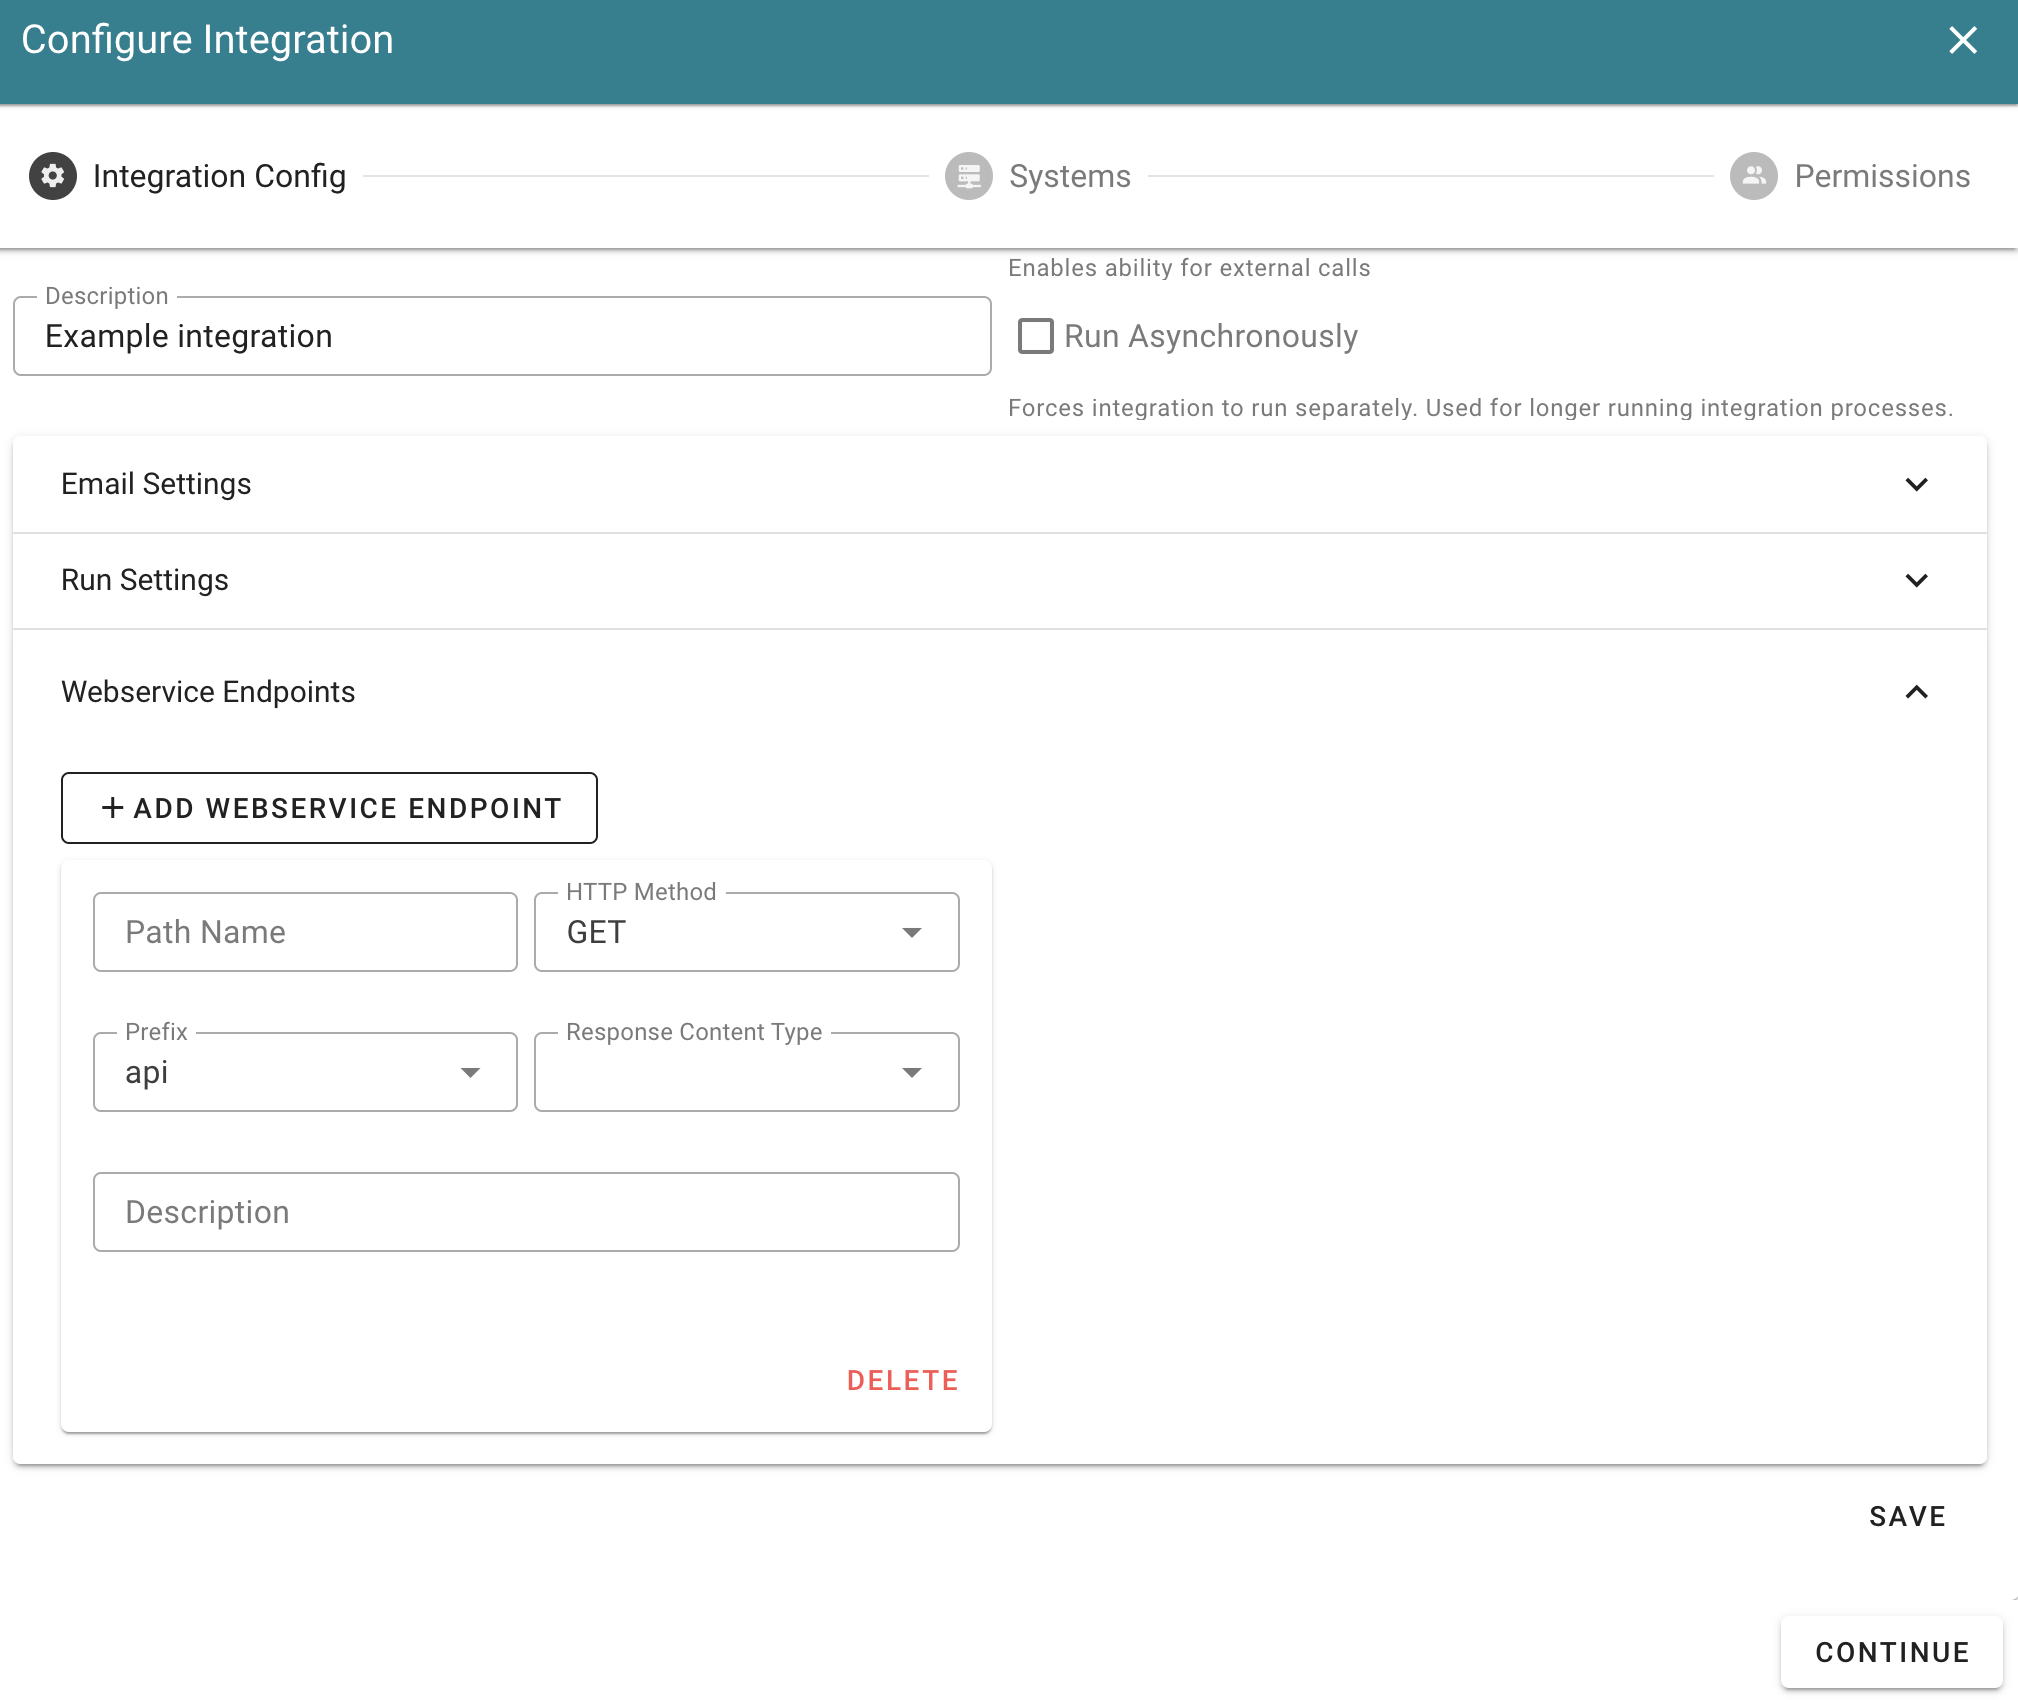 Configure Integration
Integration Config
Systems
Permissions
Enables ability for external calls
Description
Example integration
Run Asynchronously
Forces integration to run separately. Used for longer running integration processes.
Email Settings
Run Settings
Webservice Endpoints
+ ADD WEBSERVICE ENDPOINT
Path Name
HTTP Method
GET
Prefix
api
Response Content Type
Description
DELETE
SAVE
CONTINUE